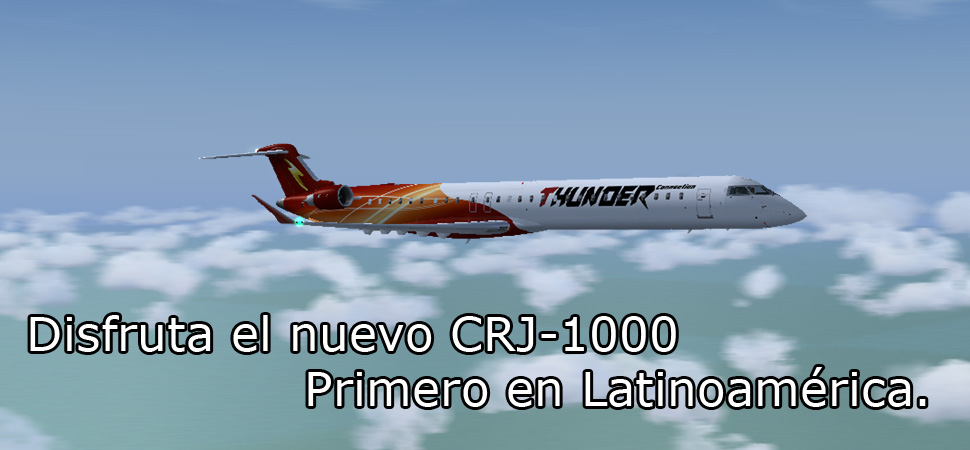 THUNDER Connection
Disfruta el nuevo CRJ-1000
Primero en Latinoamérica.